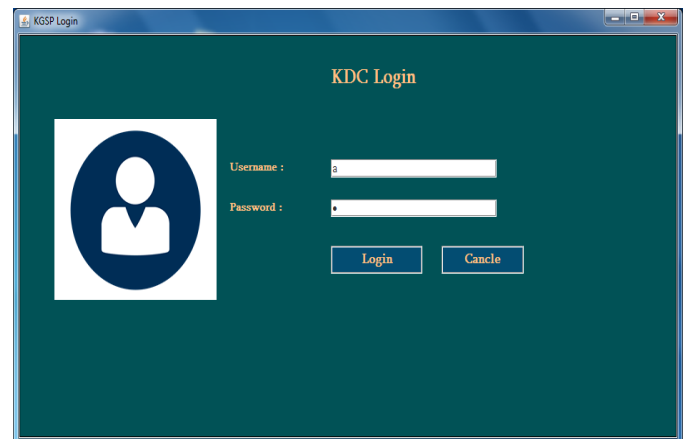 KGSP Login
KDC Login
Username :
a
Password :
•
Login
Cancle